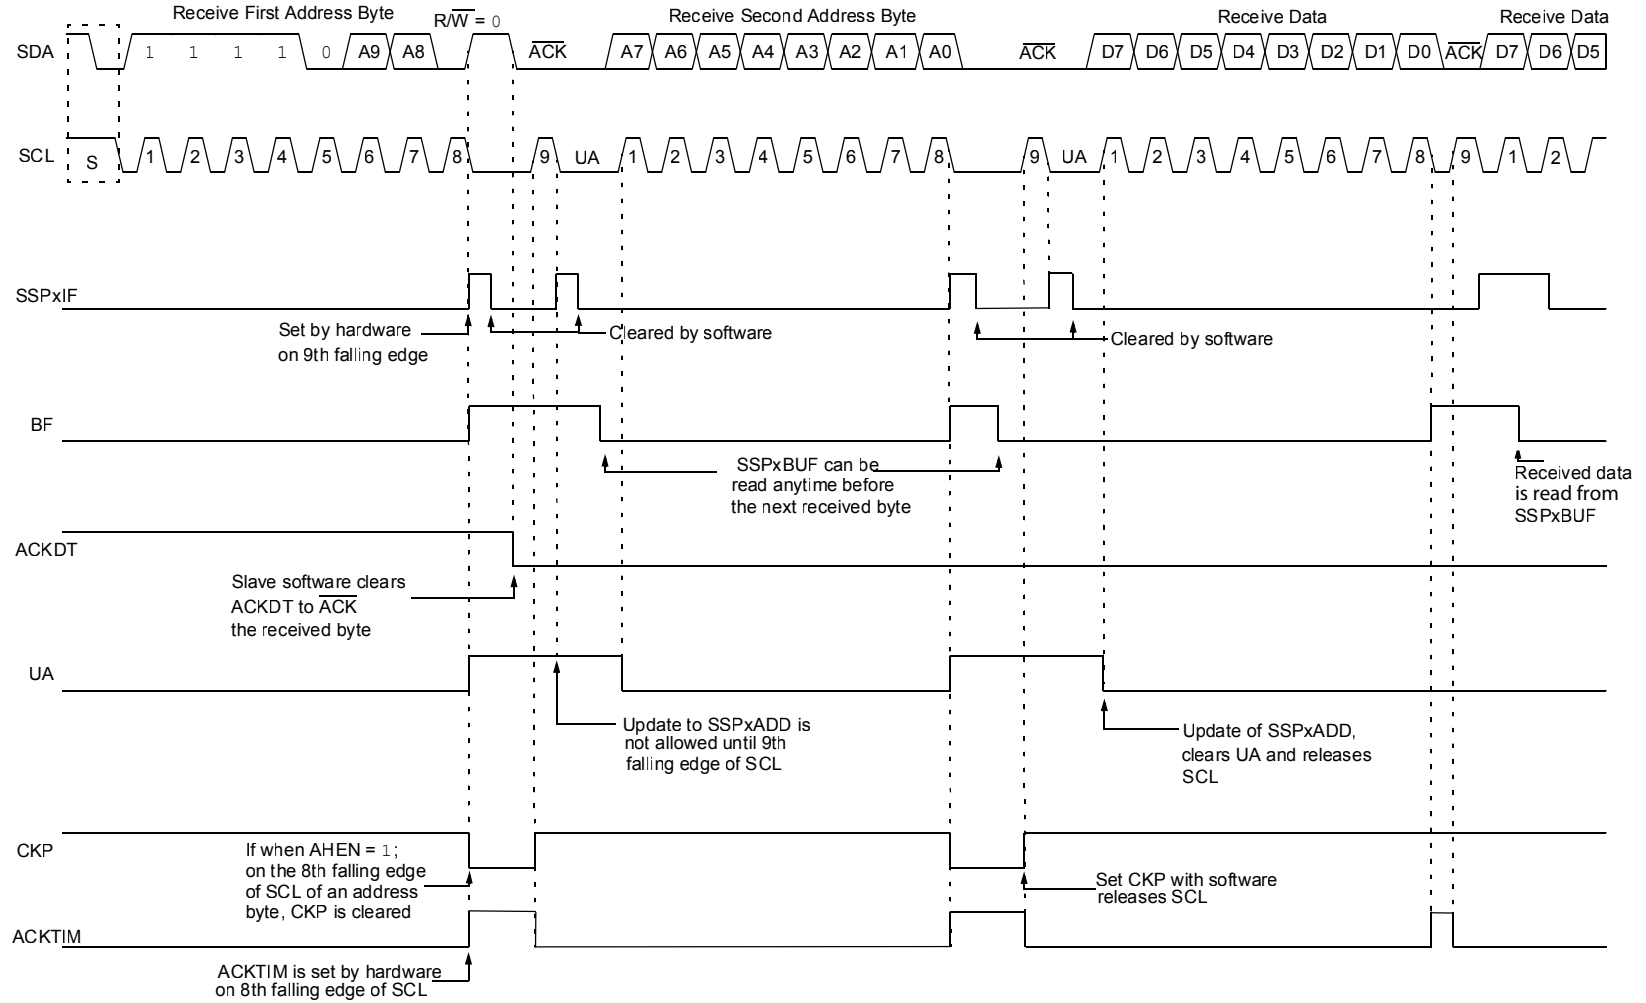 Receive First Address Byte
R/W = 0
Receive Second Address Byte
Receive Data
Receive Data
SDA
1 1 1 1 0 A9 A8 ACK A7 A6 A5 A4 A3 A2 A1 A0 ACK D7 D6 D5 D4 D3 D2 D1 D0 ACK D7 D6 D5
SCL
S 1 2 3 4 5 6 7 8 9 UA 1 2 3 4 5 6 7 8 9 UA 1 2 3 4 5 6 7 8 9 1 2
SSPxIF
Set by hardware
on 9th falling edge
Cleared by software
Cleared by software
BF
SSPxBUF can be
read anytime before
the next received byte
Received data
is read from
SSPxBUF
ACKDT
Slave software clears
ACKDT to ACK
the received byte
UA
Update to SSPxADD is
not allowed until 9th
falling edge of SCL
Update of SSPxADD,
clears UA and releases
SCL
CKP
If when AHEN = 1;
on the 8th falling edge
of SCL of an address
byte, CKP is cleared
Set CKP with software
releases SCL
ACKTIM
ACKTIM is set by hardware
on 8th falling edge of SCL